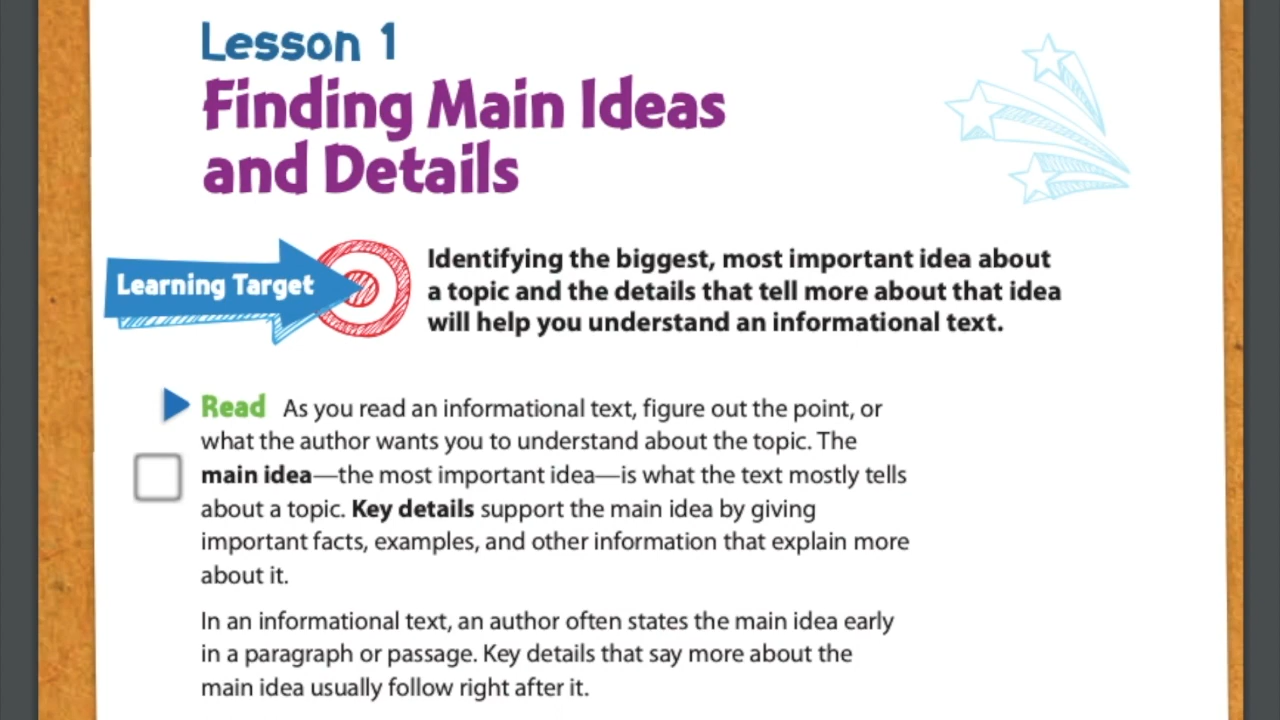 Lesson 1
Finding Main Ideas
and Details
Learning Target
Identifying the biggest, most important idea about
a topic and the details that tell more about that idea
will help you understand an informational text.
Read As you read an informational text, figure out the point, or
what the author wants you to understand about the topic. The
main idea—the most important idea—is what the text mostly tells
about a topic. Key details support the main idea by giving
important facts, examples, and other information that explain more
about it.
In an informational text, an author often states the main idea early
in a paragraph or passage. Key details that say more about the
main idea usually follow right after it.